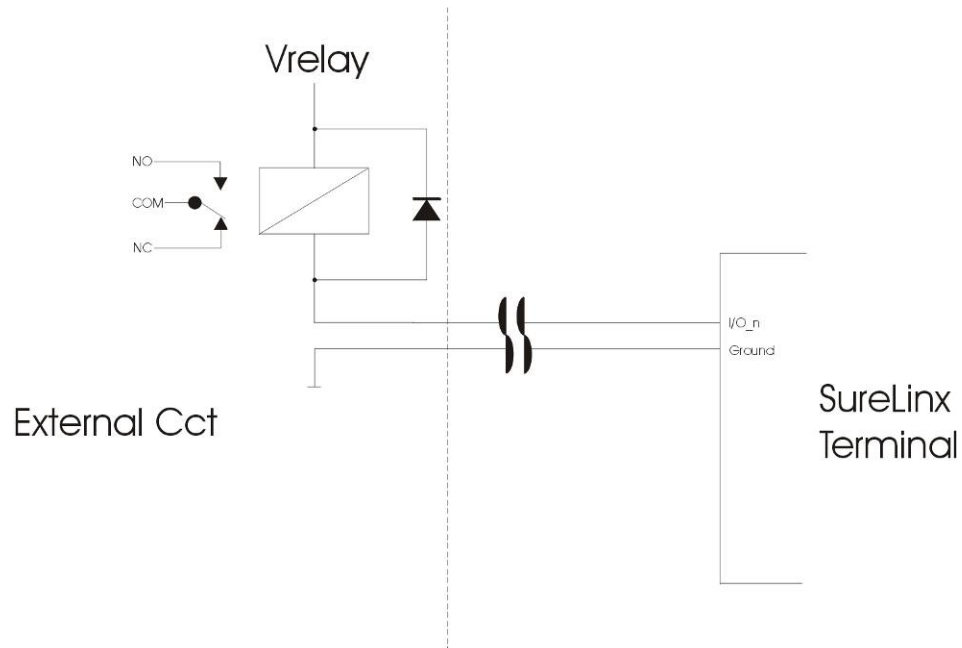 Vrelay
NO
COM
NC
I/O_n
Ground
External Cct
SureLinx
Terminal